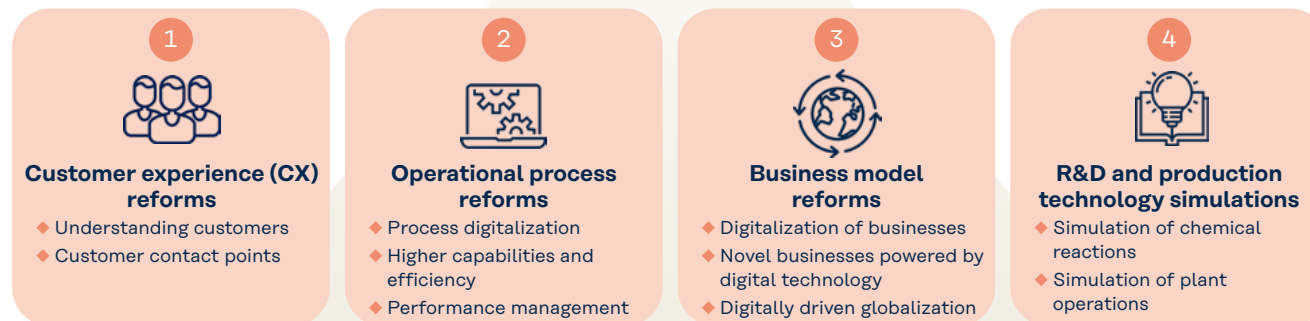 1
Customer experience (CX)
reforms
◆ Understanding customers
◆ Customer contact points
2
Operational process
reforms
◆ Process digitalization
◆ Higher capabilities and
efficiency
◆ Performance management
3
Business model
reforms
◆ Digitalization of businesses
◆ Novel businesses powered by
digital technology
◆ Digitally driven globalization
4
R&D and production
technology simulations
◆ Simulation of chemical
reactions
◆ Simulation of plant
operations